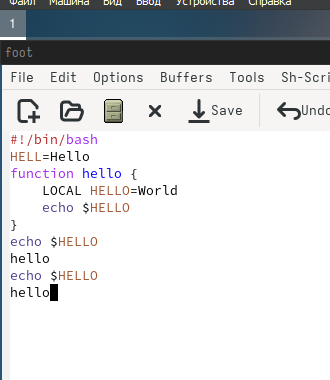 Файл Машина Вид Ввод Устройства Справка
1
foot
File Edit Options Buffers Tools Sh-Scri
Save Undo
#!/bin/bash
HELL=Hello
function hello {
    LOCAL HELLO=World
    echo $HELLO
}
echo $HELLO
hello
echo $HELLO
hello